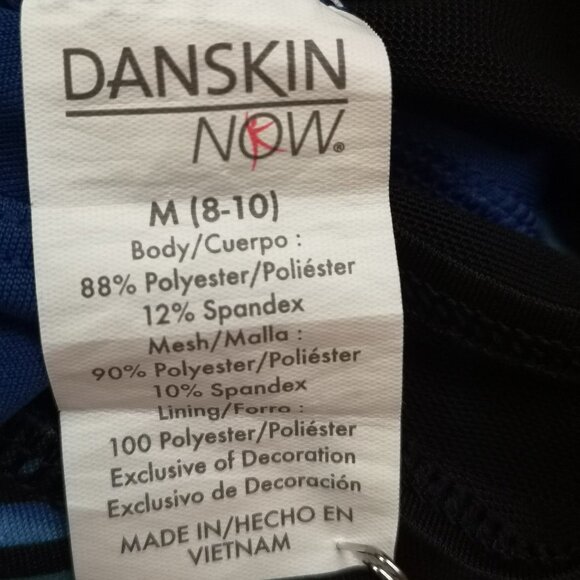 DANSKIN
NOW®
M (8-10)
Body/Cuerpo :
88% Polyester/Poliéster
12% Spandex
Mesh/Malla :
90% Polyester/Poliéster
10% Spandex
Lining/Forro :
100 Polyester/Poliéster
Exclusive of Decoration
Exclusivo de Decoración
MADE IN/HECHO EN
VIETNAM